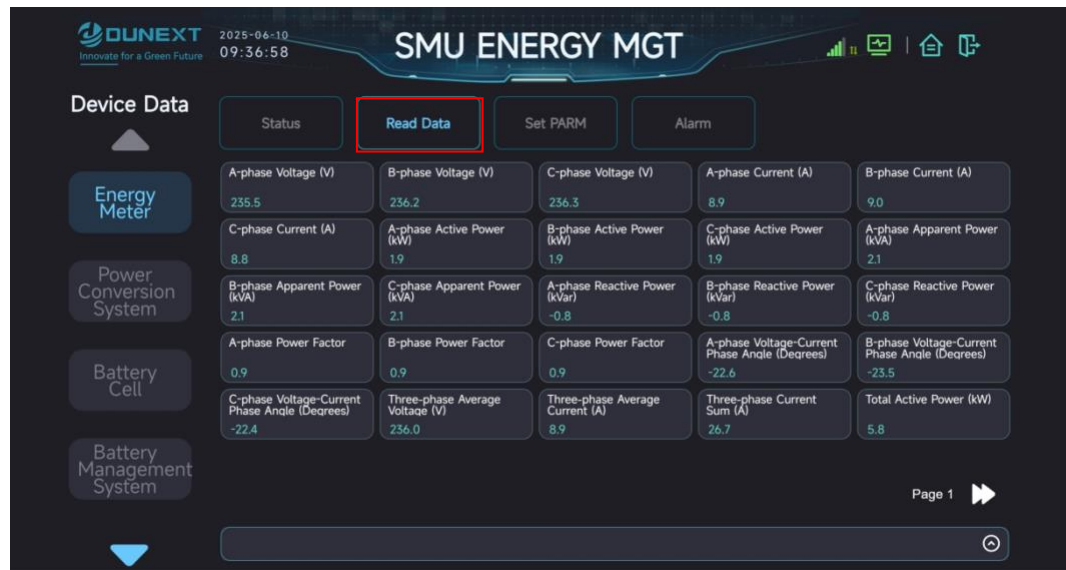 DUNEXT
Innovate for a Green Future
2025-06-10
09:36:58
SMU ENERGY MGT
Device Data
Status
Read Data
Set PARM
Alarm
Energy
Meter
Power
Conversion
System
Battery
Cell
Battery
Management
System
A-phase Voltage (V)
235.5
B-phase Voltage (V)
236.2
C-phase Voltage (V)
236.3
A-phase Current (A)
8.9
B-phase Current (A)
9.0
C-phase Current (A)
8.8
A-phase Active Power
(kW)
1.9
B-phase Active Power
(kW)
1.9
C-phase Active Power
(kW)
1.9
A-phase Apparent Power
(kVA)
2.1
B-phase Apparent Power
(kVA)
2.1
C-phase Apparent Power
(kVA)
2.1
A-phase Reactive Power
(kVar)
-0.8
B-phase Reactive Power
(kVar)
-0.8
C-phase Reactive Power
(kVar)
-0.8
A-phase Power Factor
0.9
B-phase Power Factor
0.9
C-phase Power Factor
0.9
A-phase Voltage-Current
Phase Angle (Degrees)
-22.6
B-phase Voltage-Current
Phase Angle (Degrees)
-23.5
C-phase Voltage-Current
Phase Angle (Degrees)
-22.4
Three-phase Average
Voltage (V)
236.0
Three-phase Average
Current (A)
8.9
Three-phase Current
Sum (A)
26.7
Total Active Power (kW)
5.8
Page 1